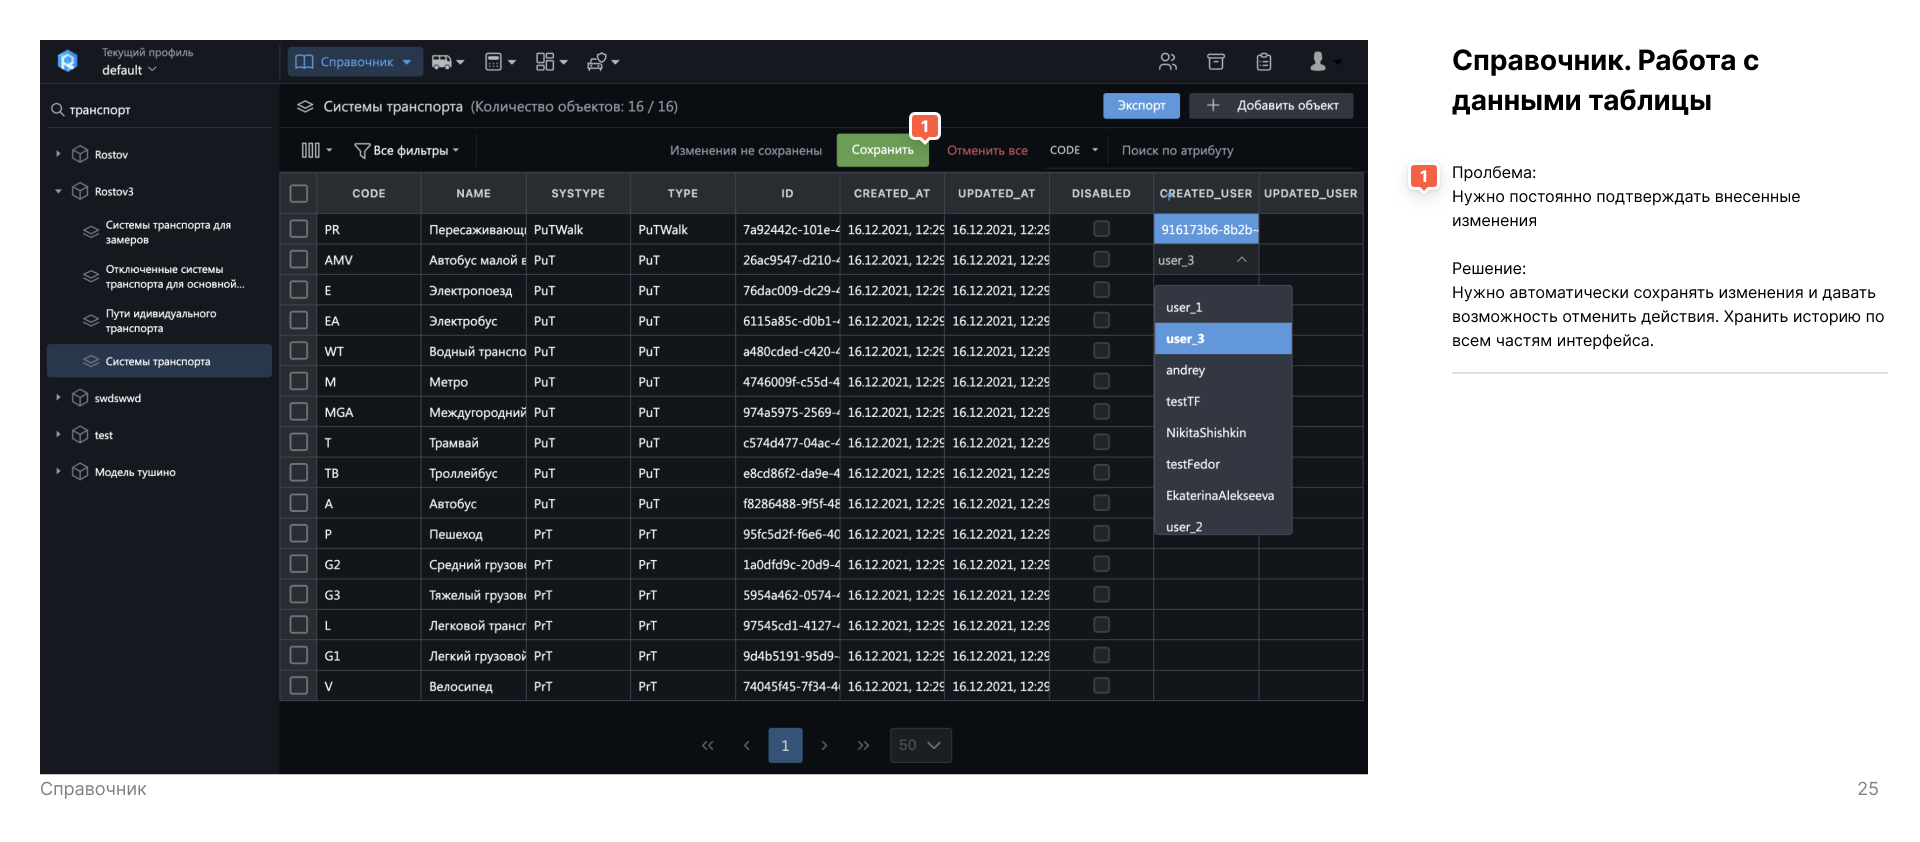 Текущий профиль
default
Справочник
транспорт
Системы транспорта (Количество объектов: 16 / 16)
Экспорт
Добавить объект
Все фильтры
Изменения не сохранены
Сохранить
1
Отменить все
CODE
Поиск по атрибуту
Rostov
Rostov3
Системы транспорта для
замеров
Отключенные системы
транспорта для основной...
Пути идивидуального
транспорта
Системы транспорта
swdswwd
test
Модель тушино
CODE NAME SYSTYPE TYPE ID CREATED_AT UPDATED_AT DISABLED CREATED_USER UPDATED_USER
PR Пересаживающ PuTWalk PuTWalk 7a92442c-101e-4 16.12.2021, 12:29 16.12.2021, 12:29 916173b6-8b2b-
AMV Автобус малой в PuT PuT 26ac9547-d210-4 16.12.2021, 12:29 16.12.2021, 12:29 user_3
E Электропоезд PuT PuT 76dac009-dc29-4 16.12.2021, 12:29 16.12.2021, 12:29
EA Электробус PuT PuT 6115a85c-d0b1-4 16.12.2021, 12:29 16.12.2021, 12:29
WT Водный транспо PuT PuT a480cded-c420-4 16.12.2021, 12:29 16.12.2021, 12:29
M Метро PuT PuT 4746009f-c55d-4 16.12.2021, 12:29 16.12.2021, 12:29
MGA Междугородний PuT PuT 974a5975-2569-4 16.12.2021, 12:29 16.12.2021, 12:29
T Трамвай PuT PuT c574d477-04ac-4 16.12.2021, 12:29 16.12.2021, 12:29
TB Троллейбус PuT PuT e8cd86f2-da9e-4 16.12.2021, 12:29 16.12.2021, 12:29
A Автобус PuT PuT f8286488-9f5f-48 16.12.2021, 12:29 16.12.2021, 12:29
P Пешеход PrT PrT 95fc5d2f-f6e6-40 16.12.2021, 12:29 16.12.2021, 12:29
G2 Средний грузов PrT PrT 1a0dfd9c-20d9-4 16.12.2021, 12:29 16.12.2021, 12:29
G3 Тяжелый грузов PrT PrT 5954a462-0574-4 16.12.2021, 12:29 16.12.2021, 12:29
L Легковой трансп PrT PrT 97545cd1-4127-4 16.12.2021, 12:29 16.12.2021, 12:29
G1 Легкий грузовой PrT PrT 9d4b5191-95d9- 16.12.2021, 12:29 16.12.2021, 12:29
V Велосипед PrT PrT 74045f45-7f34-4 16.12.2021, 12:29 16.12.2021, 12:29
user_1
user_3
andrey
testTF
NikitaShishkin
testFedor
EkaterinaAlekseeva
user_2
« ‹ 1 › » 50
Справочник. Работа с
данными таблицы
1
Пролбема:
Нужно постоянно подтверждать внесенные
изменения
Решение:
Нужно автоматически сохранять изменения и давать
возможность отменить действия. Хранить историю по
всем частям интерфейса.
Справочник
25